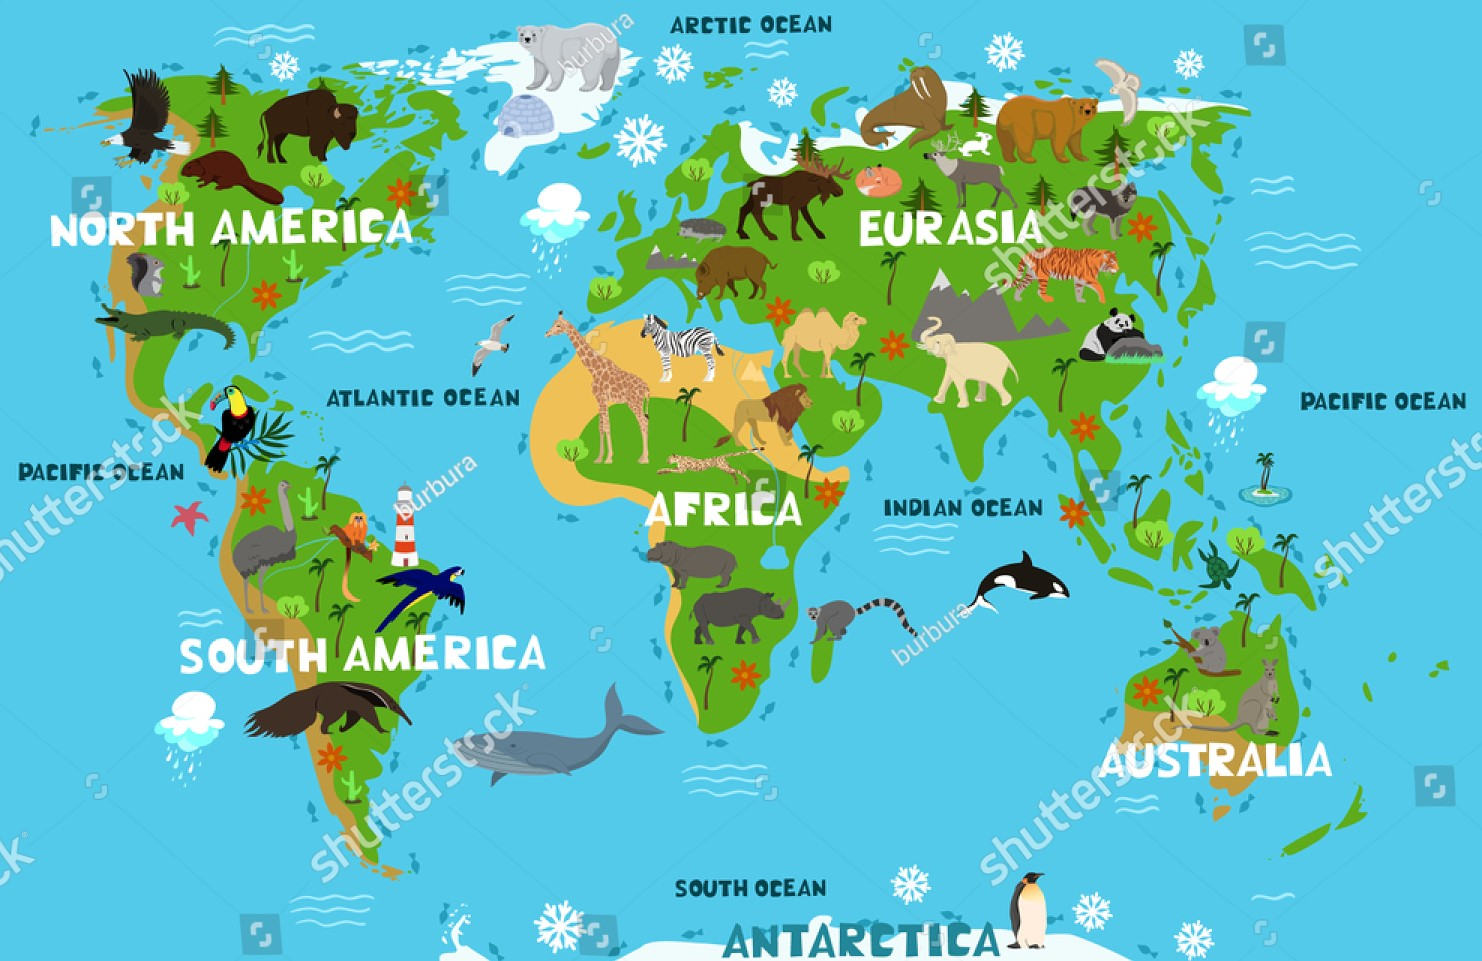 ARCTIC OCEAN
burbura
shutterstock
NORTH AMERICA
EURASIA
ATLANTIC OCEAN
PACIFIC OCEAN
PACIFIC OCEAN
shutterstock
burbura
AFRICA
INDIAN OCEAN
shutterstock
burbura
SOUTH AMERICA
shutterstock
shutterstock
AUSTRALIA
SOUTH OCEAN
ANTARCTICA